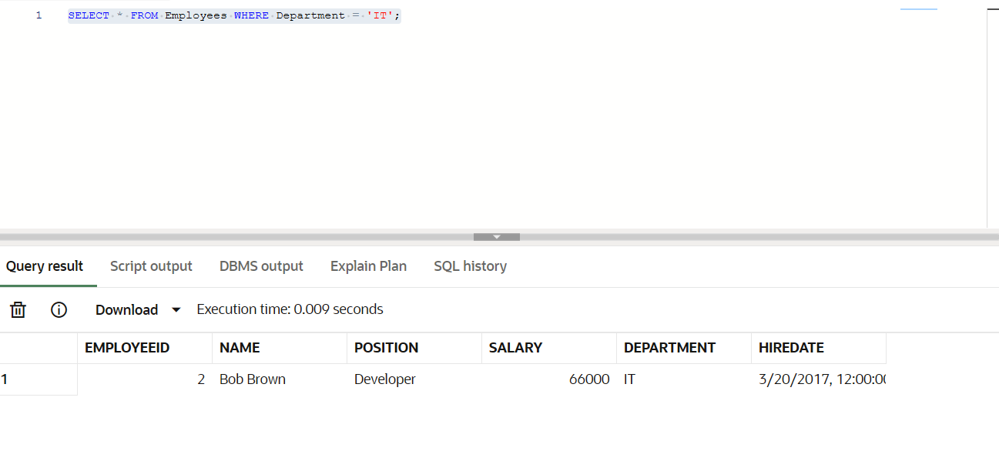 1 SELECT * FROM Employees WHERE Department = 'IT';
Query result Script output DBMS output Explain Plan SQL history
Download Execution time: 0.009 seconds
EMPLOYEEID NAME POSITION SALARY DEPARTMENT HIREDATE
1 2 Bob Brown Developer 66000 IT 3/20/2017, 12:00:00